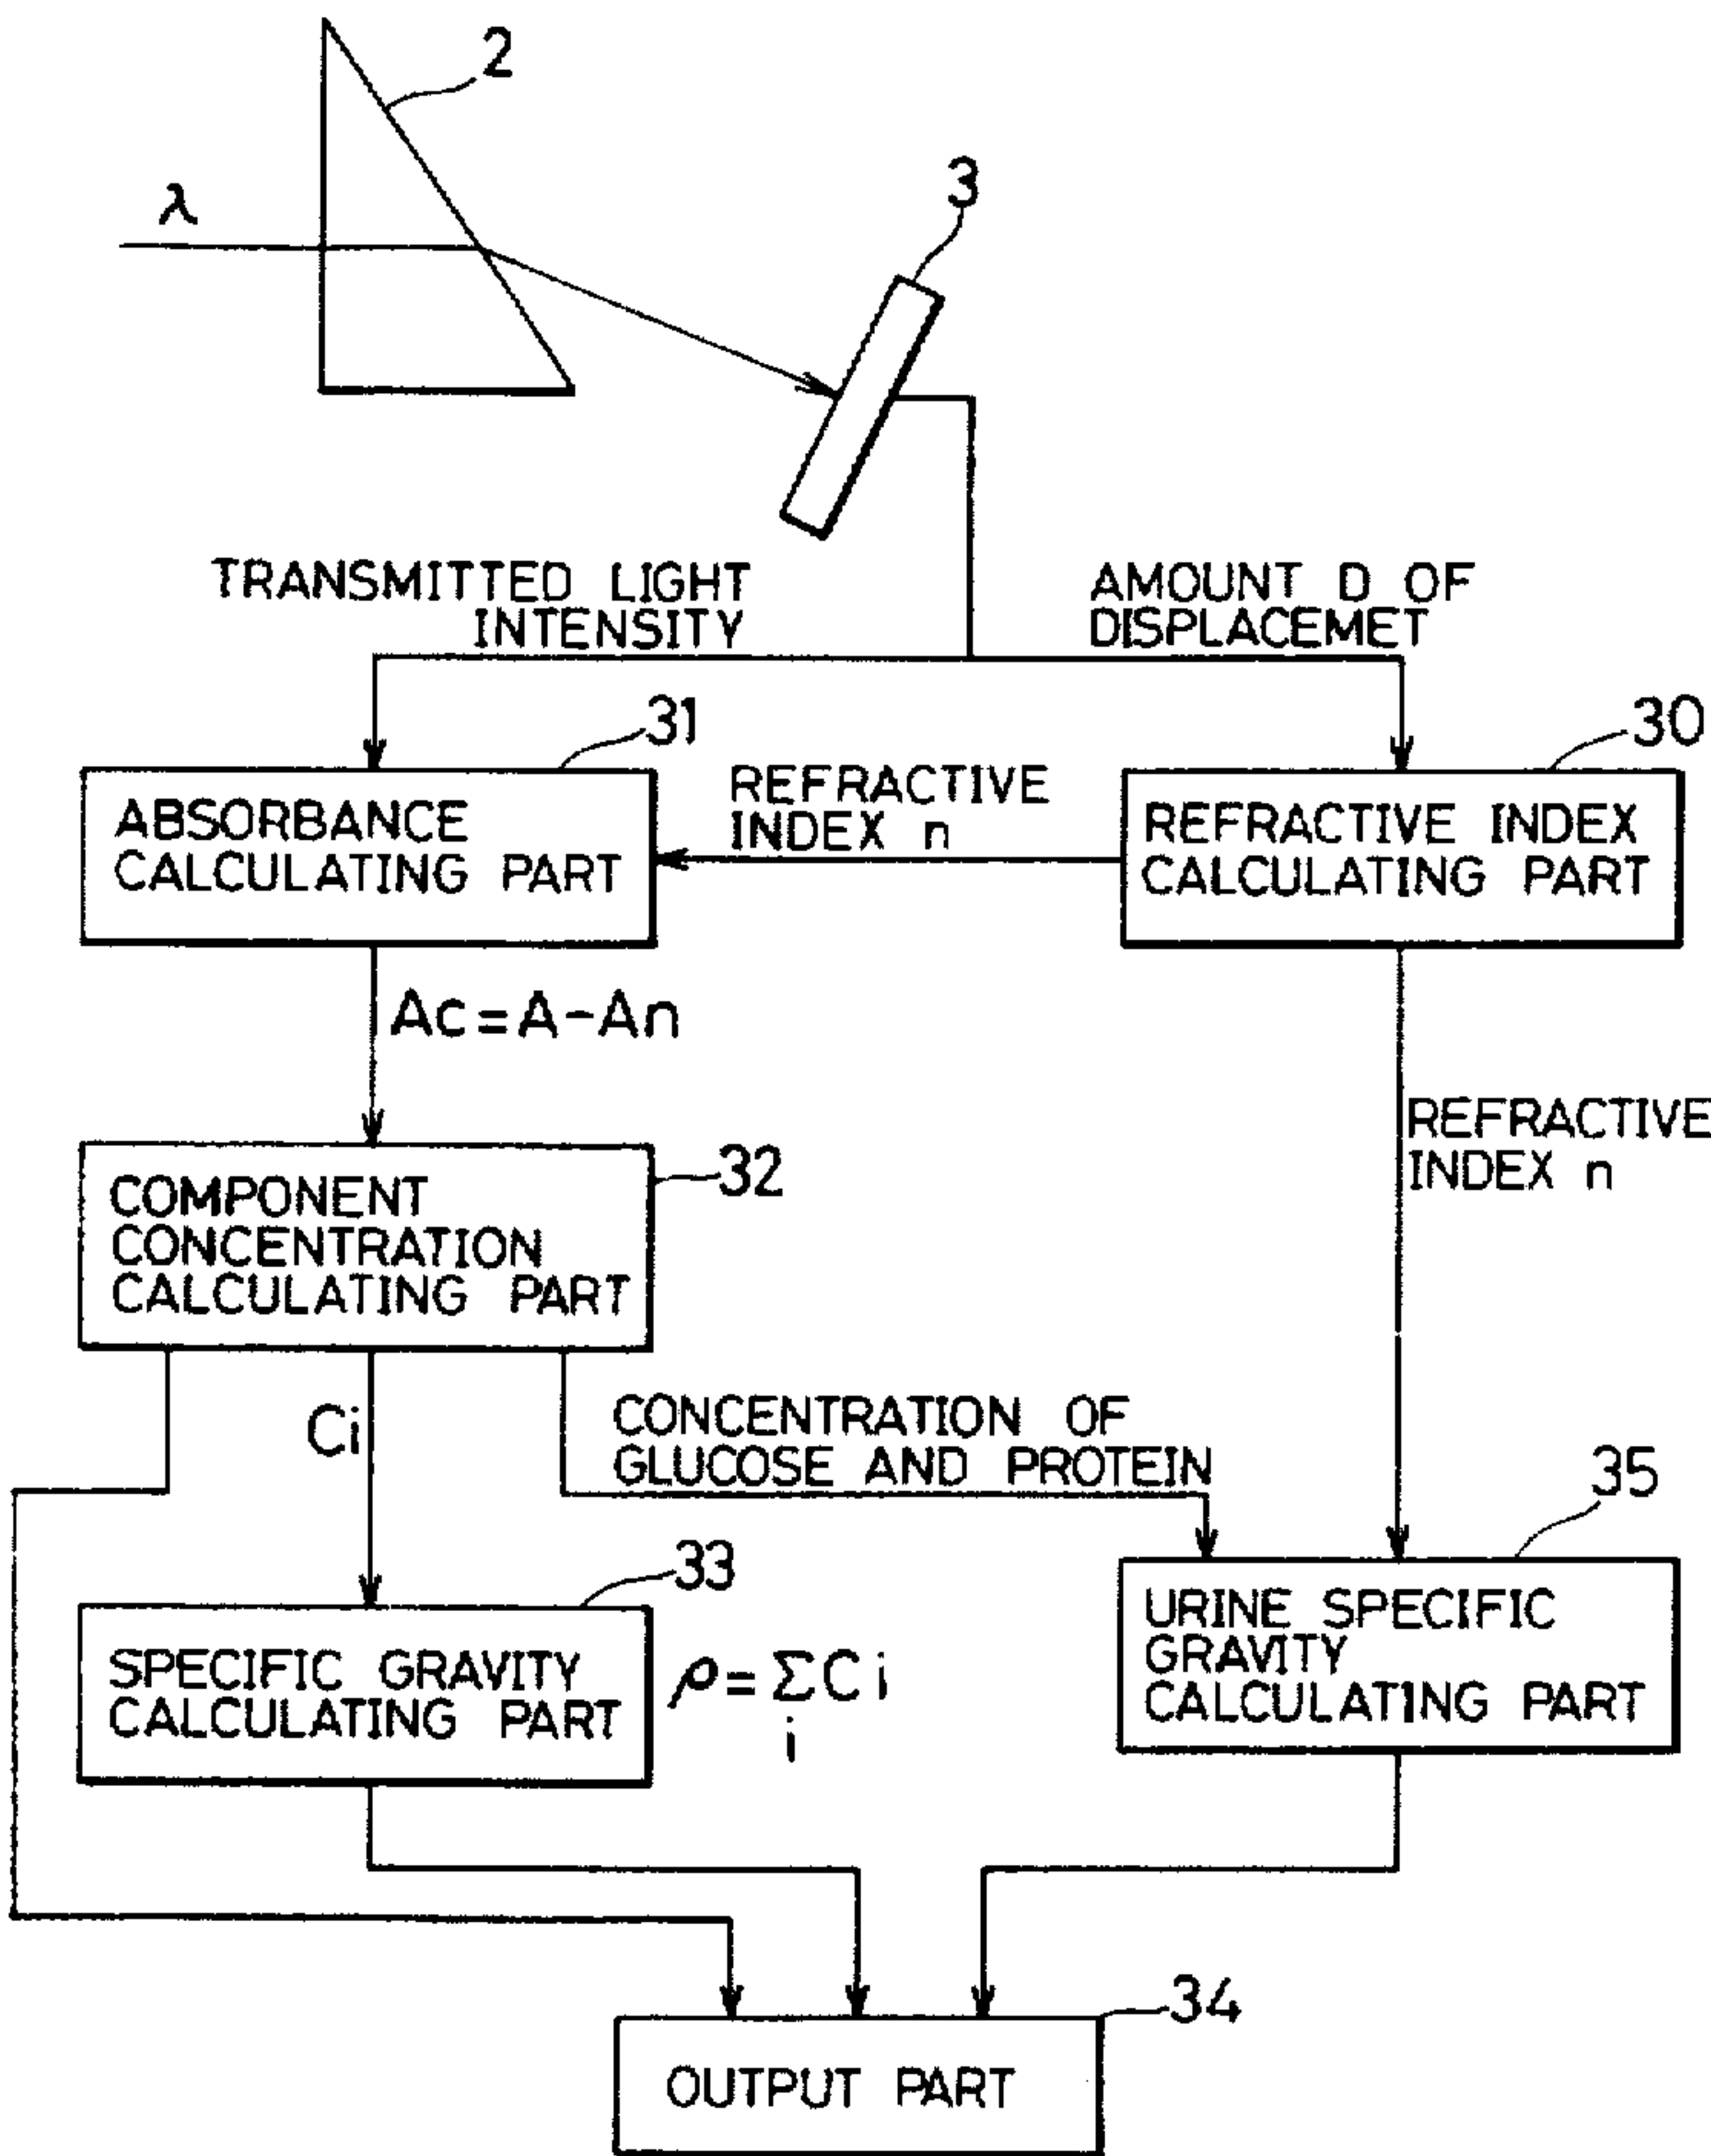 2
λ
3
TRANSMITTED LIGHT
INTENSITY
AMOUNT D OF
DISPLACEMET
31
30
ABSORBANCE
CALCULATING PART
REFRACTIVE
INDEX n
REFRACTIVE INDEX
CALCULATING PART
Ac=A-An
REFRACTIVE
INDEX n
32
COMPONENT
CONCENTRATION
CALCULATING PART
Ci
CONCENTRATION OF
GLUCOSE AND PROTEIN
35
33
SPECIFIC GRAVITY
CALCULATING PART
ρ=ΣCi
i
URINE SPECIFIC
GRAVITY
CALCULATING PART
34
OUTPUT PART